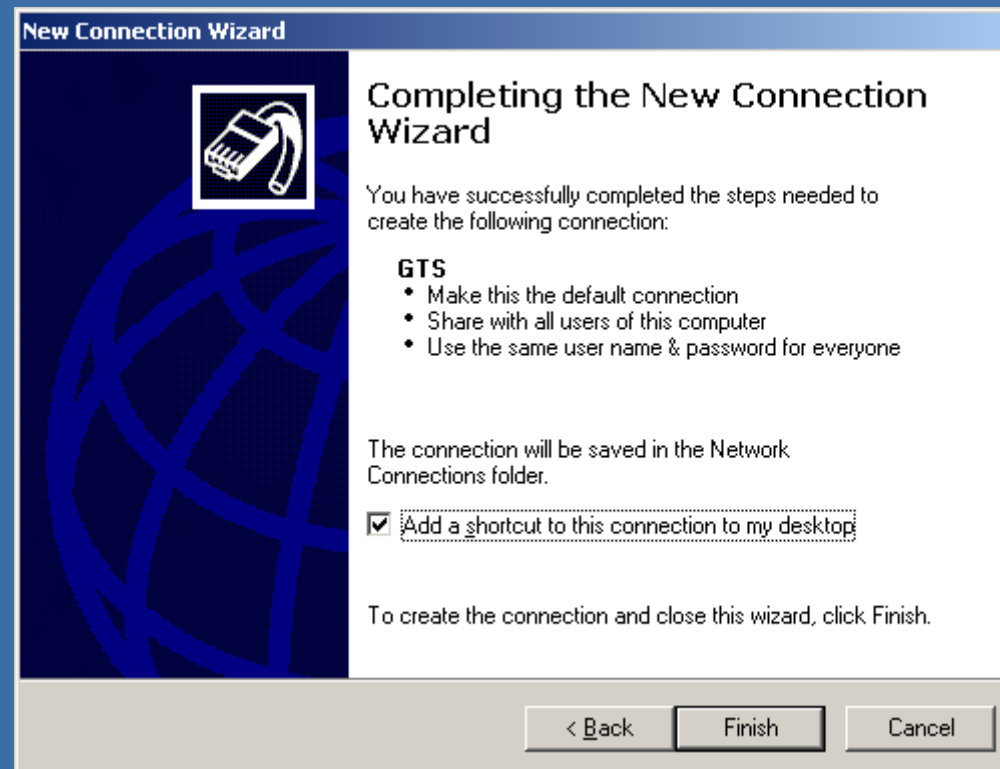 New Connection Wizard
Completing the New Connection
Wizard
You have successfully completed the steps needed to
create the following connection:
GTS
• Make this the default connection
• Share with all users of this computer
• Use the same user name & password for everyone
The connection will be saved in the Network
Connections folder.
Add a shortcut to this connection to my desktop
To create the connection and close this wizard, click Finish.
< Back Finish Cancel